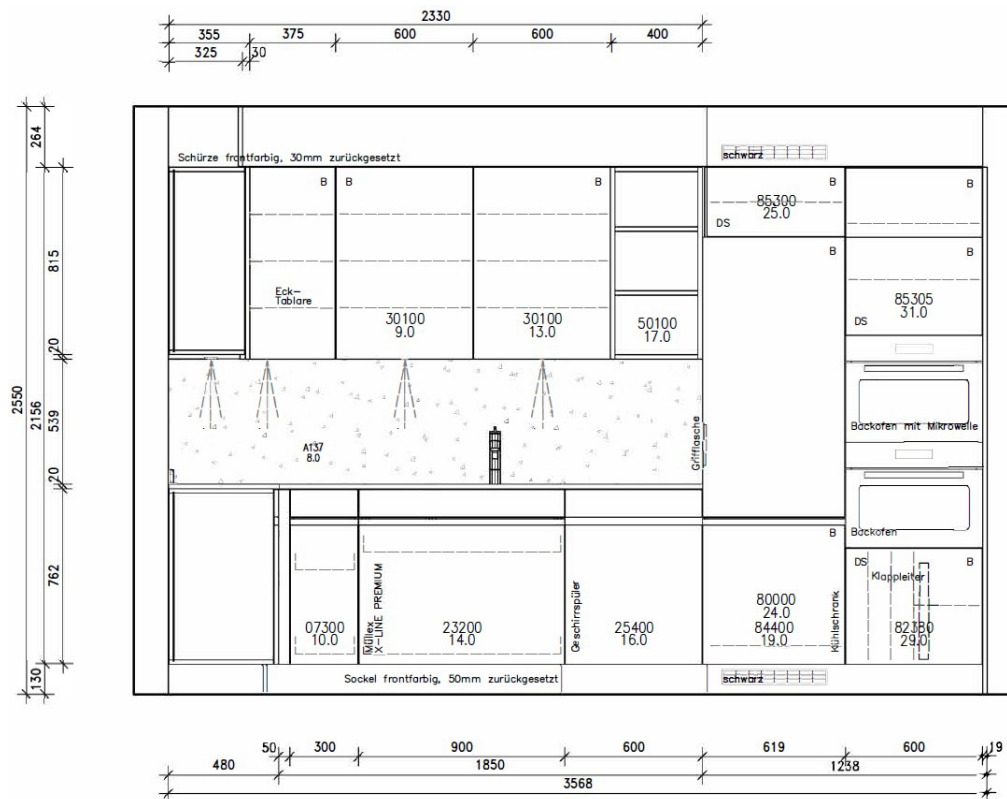 2330
355 375 600 600 400
325 30
264
815
20
2550
2156
539
20
762
130
Schürze frontfarbig, 30mm zurückgesetzt
schwarz
B
B
B
B
B
85300
25.0
DS
B
Eck-
Tablare
30100
9.0
30100
13.0
50100
17.0
85305
31.0
DS
A137
8.0
Grifflasche
Backofen mit Mikrowelle
Backofen
B
DS
B
Klappleiter
07300
10.0
Müllex
X-LINE PREMIUM
23200
14.0
Geschirrspüler
25400
16.0
80000
24.0
84400
19.0
Kühlschrank
82380
29.0
Sockel frontfarbig, 50mm zurückgesetzt
schwarz
50 300 900 600 619 600 19
480 1850 1238
3568